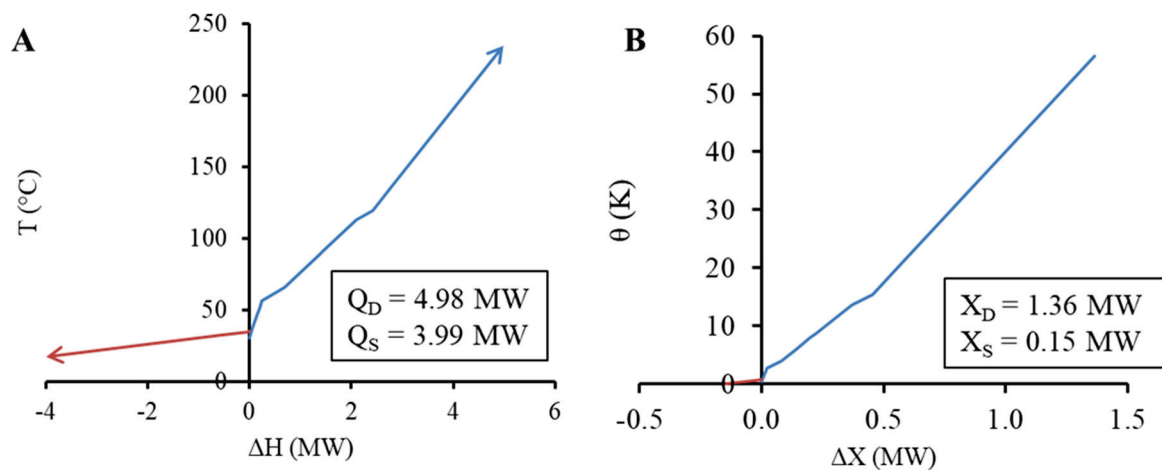 A
T (°C)
250
200
150
100
50
0
-4
-2
0
2
4
6
ΔH (MW)
Q_D = 4.98 MW
Q_S = 3.99 MW
B
θ (K)
60
50
40
30
20
10
0
-0.5
0.0
0.5
1.0
1.5
ΔX (MW)
X_D = 1.36 MW
X_S = 0.15 MW